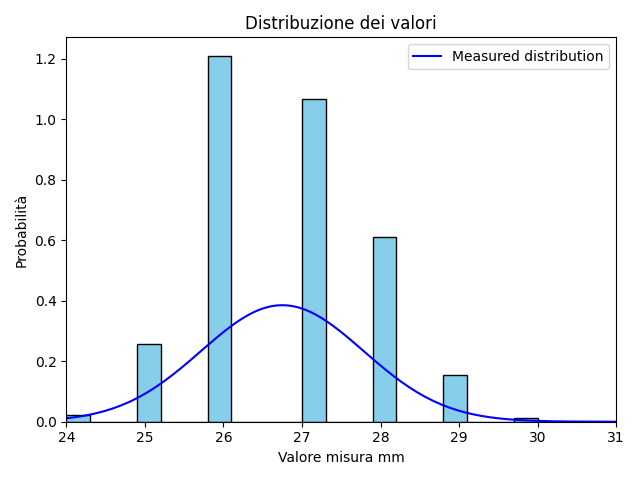 Distribuzione dei valori
Measured distribution
Probabilità
1.2
1.0
0.8
0.6
0.4
0.2
0.0
24 25 26 27 28 29 30 31
Valore misura mm